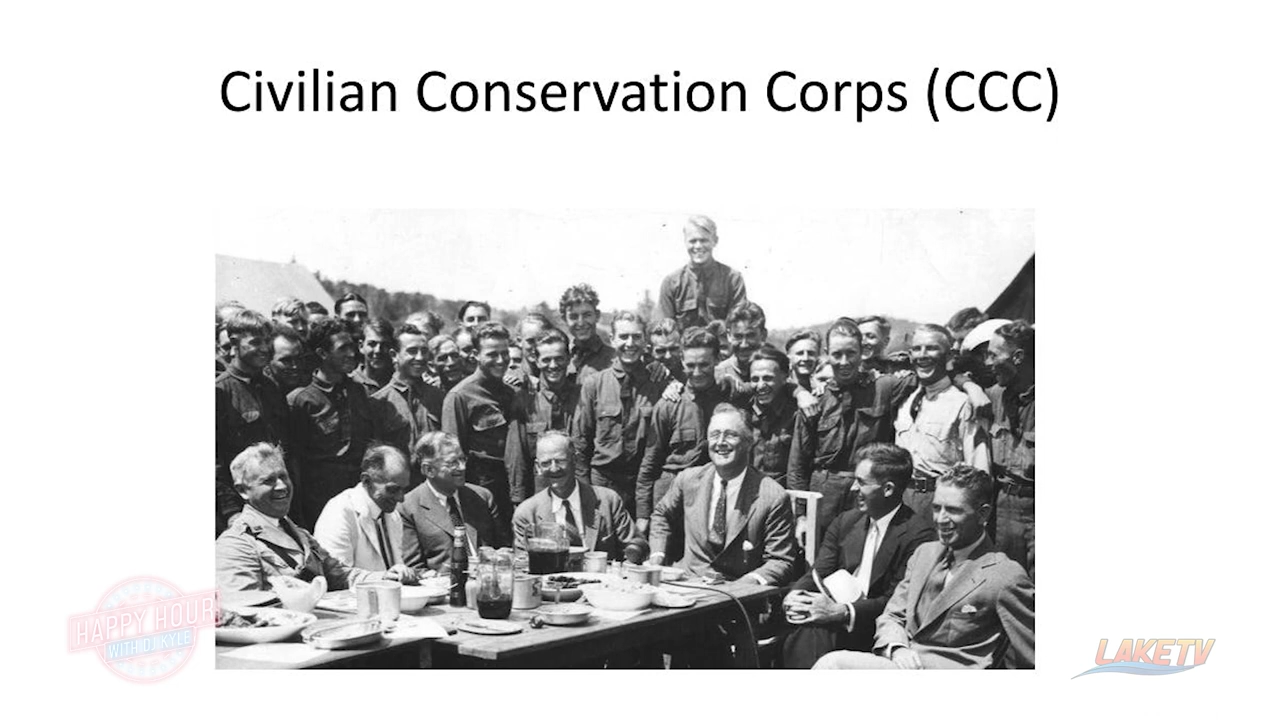 Civilian Conservation Corps (CCC)
HAPPY HOUR
WITH DJ KYLE
LAKETV